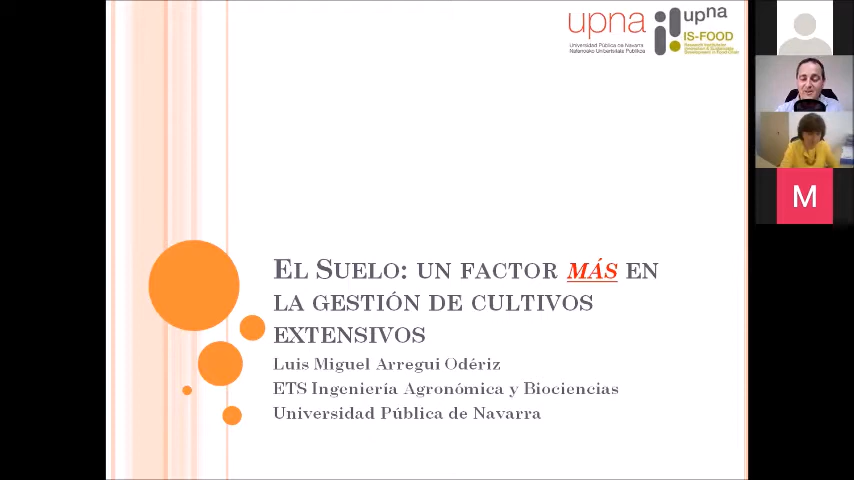 upna
Universidad Pública de Navarra
Nafarroako Unibertsitate Publikoa
upna
IS-FOOD
El Suelo: un factor más en
la gestión de cultivos
extensivos
Luis Miguel Arregui Odériz
ETS Ingeniería Agronómica y Biociencias
Universidad Pública de Navarra
M